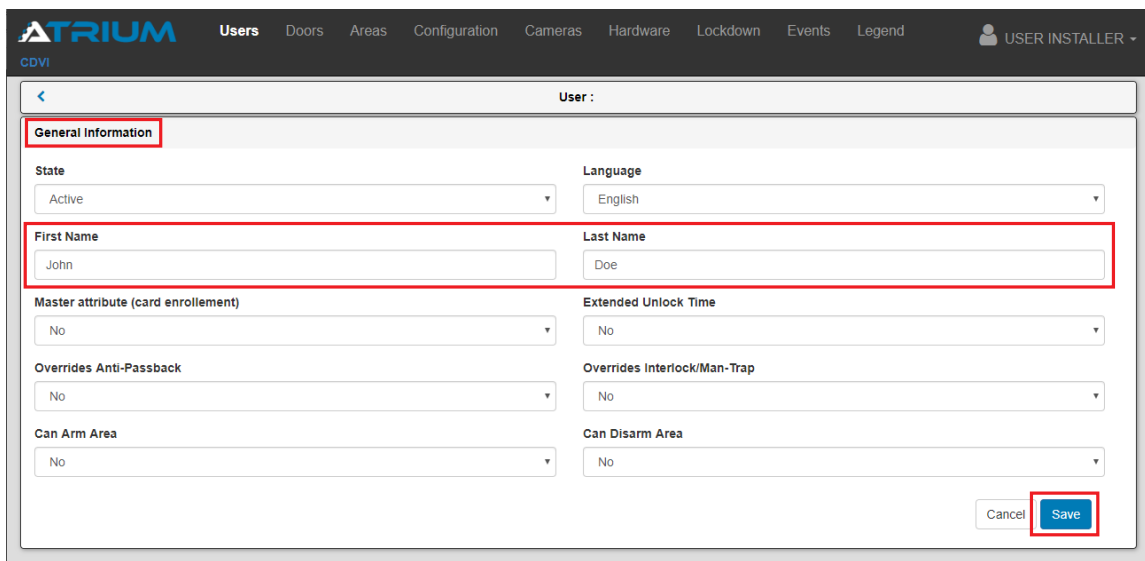 ATRIUM
CDVI
Users Doors Areas Configuration Cameras Hardware Lockdown Events Legend
USER INSTALLER
User :
General Information
State Language
Active English
First Name Last Name
John Doe
Master attribute (card enrollement) Extended Unlock Time
No No
Overrides Anti-Passback Overrides Interlock/Man-Trap
No No
Can Arm Area Can Disarm Area
No No
Cancel Save